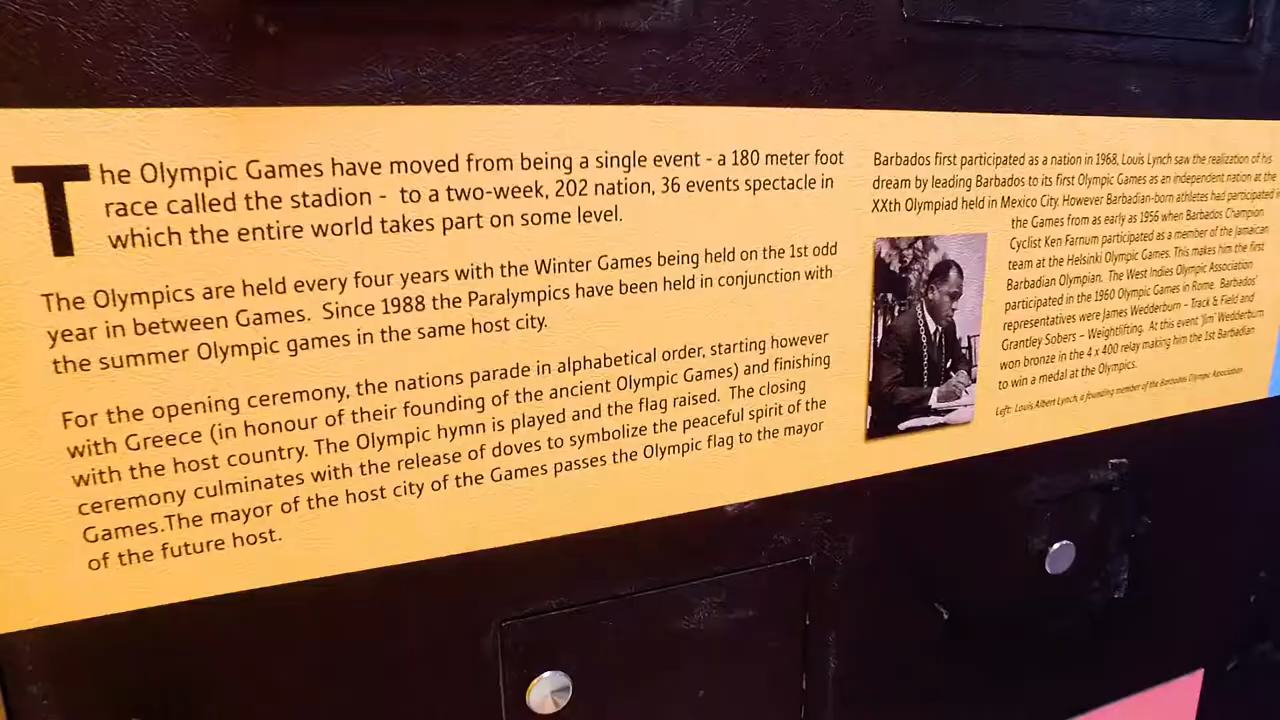 The Olympic Games have moved from being a single event - a 180 meter foot
race called the stadion - to a two-week, 202 nation, 36 events spectacle in
which the entire world takes part on some level.
The Olympics are held every four years with the Winter Games being held on the 1st odd
year in between Games. Since 1988 the Paralympics have been held in conjunction with
the summer Olympic games in the same host city.
For the opening ceremony, the nations parade in alphabetical order, starting however
with Greece (in honour of their founding of the ancient Olympic Games) and finishing
with the host country. The Olympic hymn is played and the flag raised. The closing
ceremony culminates with the release of doves to symbolize the peaceful spirit of the
Games.The mayor of the host city of the Games passes the Olympic flag to the mayor
of the future host.
Barbados first participated as a nation in 1968, Louis Lynch saw the realization of his
dream by leading Barbados to its first Olympic Games as an independent nation at the
XXth Olympiad held in Mexico City. However Barbadian-born athletes had participated in
the Games from as early as 1956 when Barbados Champion
Cyclist Ken Farnum participated as a member of the Jamaican
team at the Helsinki Olympic Games. This makes him the first
Barbadian Olympian. The West Indies Olympic Association
participated in the 1960 Olympic Games in Rome. Barbados'
representatives were James Wedderburn – Track & Field and
Grantley Sobers – Weightlifting. At this event 'Jim' Wedderburn
won bronze in the 4 x 400 relay making him the 1st Barbadian
to win a medal at the Olympics.
Left: Louis Albert Lynch, a founding member of the Barbados Olympic Association